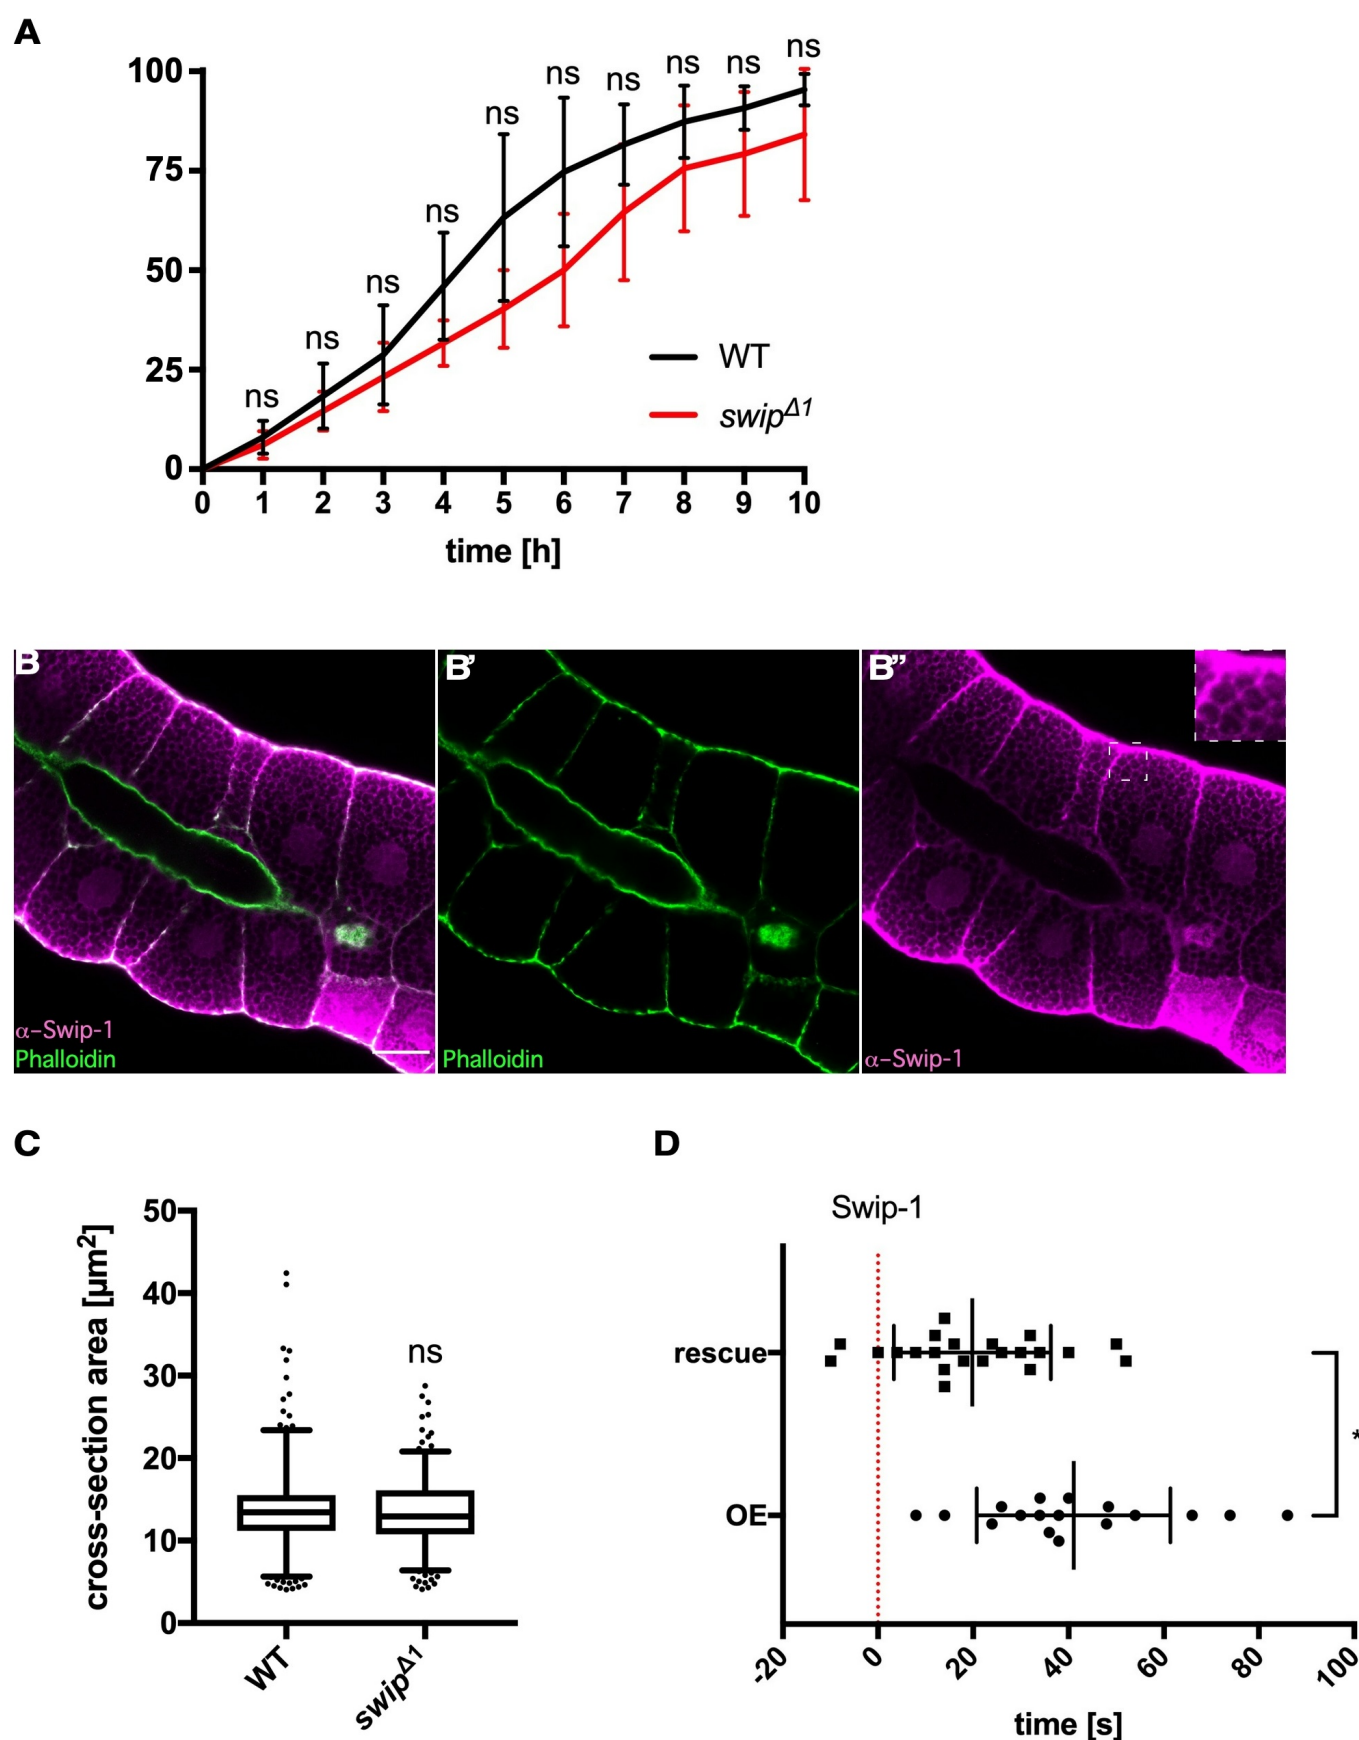 A
100
75
50
25
0
ns ns ns ns ns ns ns ns ns ns
WT
swipΔ1
0 1 2 3 4 5 6 7 8 9 10
time [h]
B
α-Swip-1
Phalloidin
B'
Phalloidin
B''
α-Swip-1
C
cross-section area [µm2]
50
40
30
20
10
0
ns
WT
swipΔ1
D
Swip-1
rescue
OE
*
-20 0 20 40 60 80 100
time [s]